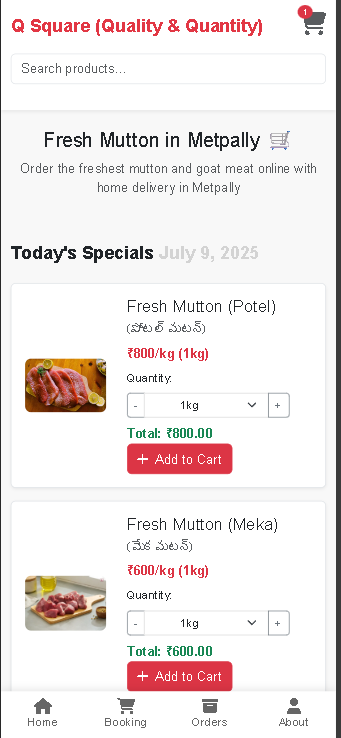 Q Square (Quality & Quantity)
1
Search products...
Fresh Mutton in Metpally
Order the freshest mutton and goat meat online with
home delivery in Metpally
Today's Specials July 9, 2025
Fresh Mutton (Potel)
(పోటల్ మటన్)
₹800/kg (1kg)
Quantity:
- 1kg +
Total: ₹800.00
+ Add to Cart
Fresh Mutton (Meka)
(మేక మటన్)
₹600/kg (1kg)
Quantity:
- 1kg +
Total: ₹600.00
+ Add to Cart
Home Booking Orders About